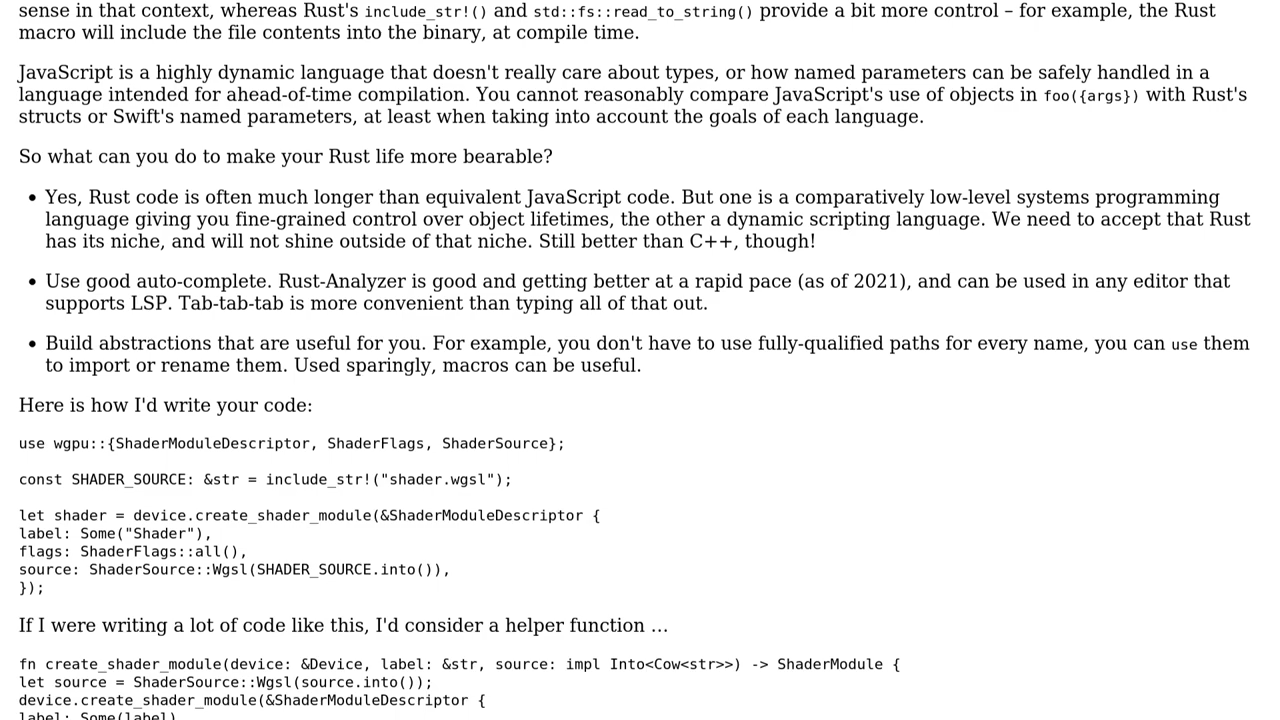 sense in that context, whereas Rust's include_str!() and std::fs::read_to_string() provide a bit more control – for example, the Rust
macro will include the file contents into the binary, at compile time.
JavaScript is a highly dynamic language that doesn't really care about types, or how named parameters can be safely handled in a
language intended for ahead-of-time compilation. You cannot reasonably compare JavaScript's use of objects in foo({args}) with Rust's
structs or Swift's named parameters, at least when taking into account the goals of each language.
So what can you do to make your Rust life more bearable?
• Yes, Rust code is often much longer than equivalent JavaScript code. But one is a comparatively low-level systems programming
language giving you fine-grained control over object lifetimes, the other a dynamic scripting language. We need to accept that Rust
has its niche, and will not shine outside of that niche. Still better than C++, though!
• Use good auto-complete. Rust-Analyzer is good and getting better at a rapid pace (as of 2021), and can be used in any editor that
supports LSP. Tab-tab-tab is more convenient than typing all of that out.
• Build abstractions that are useful for you. For example, you don't have to use fully-qualified paths for every name, you can use them
to import or rename them. Used sparingly, macros can be useful.
Here is how I'd write your code:
use wgpu::{ShaderModuleDescriptor, ShaderFlags, ShaderSource};
const SHADER_SOURCE: &str = include_str!("shader.wgsl");
let shader = device.create_shader_module(&ShaderModuleDescriptor {
label: Some("Shader"),
flags: ShaderFlags::all(),
source: ShaderSource::Wgsl(SHADER_SOURCE.into()),
});
If I were writing a lot of code like this, I'd consider a helper function …
fn create_shader_module(device: &Device, label: &str, source: impl Into<Cow<str>>) -> ShaderModule {
let source = ShaderSource::Wgsl(source.into());
device.create_shader_module(&ShaderModuleDescriptor {
label: Some(label)